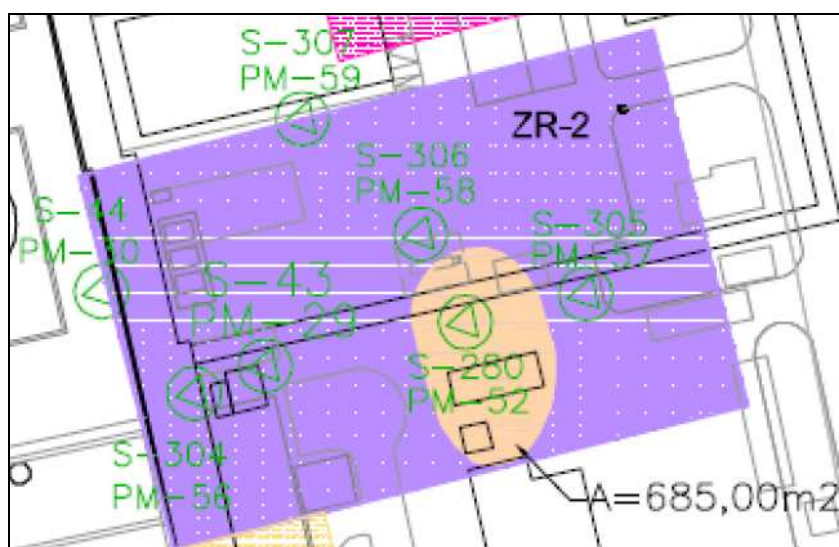 S-307
PM-59
ZR-2
S-306
PM-58
S-44
PM-30
S-305
PM-57
S-43
PM-29
S-280
PM-52
S-304
PM-56
A=685,00m2